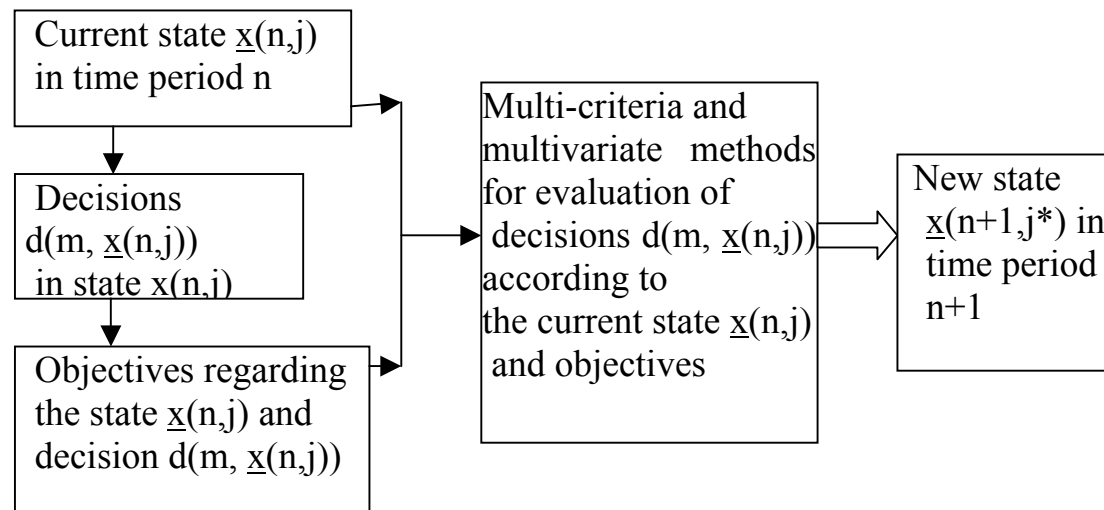 Current state x(n,j)
in time period n
Decisions
d(m, x(n,j))
in state x(n,j)
Objectives regarding
the state x(n,j) and
decision d(m, x(n,j))
Multi-criteria and
multivariate methods
for evaluation of
decisions d(m, x(n,j))
according to
the current state x(n,j)
and objectives
New state
x(n+1,j*) in
time period
n+1